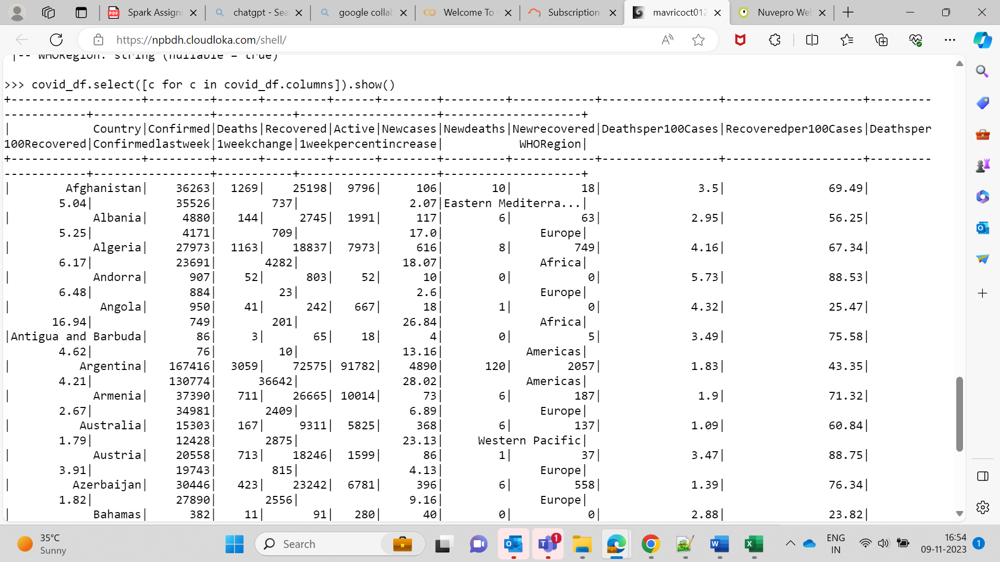 Spark Assignm
chatgpt - Sea
google collab
Welcome To
Subscription
mavricoct012
Nuvepro Wel
https://npbdh.cloudloka.com/shell/
|-- WHORegion: string (nullable = true)
>>> covid_df.select([c for c in covid_df.columns]).show()
+-------------------+---------+------+---------+------+--------+---------+------------+-----------------+--------------------+---------
------------+-----------------+-----------+--------------------+--------------------+
|            Country|Confirmed|Deaths|Recovered|Active|Newcases|Newdeaths|Newrecovered|Deathsper100Cases|Recoveredper100Cases|Deathsper
100Recovered|Confirmedlastweek|1weekchange|1weekpercentincrease|           WHORegion|
+-------------------+---------+------+---------+------+--------+---------+------------+-----------------+--------------------+---------
------------+-----------------+-----------+--------------------+--------------------+
|        Afghanistan|    36263|  1269|    25198|  9796|     106|       10|          18|              3.5|               69.49|
        5.04|            35526|        737|                2.07|Eastern Mediterra...|
|            Albania|     4880|   144|     2745|  1991|     117|        6|          63|             2.95|               56.25|
        5.25|             4171|        709|                17.0|              Europe|
|            Algeria|    27973|  1163|    18837|  7973|     616|        8|         749|             4.16|               67.34|
        6.17|            23691|       4282|               18.07|              Africa|
|            Andorra|      907|    52|      803|    52|      10|        0|           0|             5.73|               88.53|
        6.48|              884|         23|                 2.6|              Europe|
|             Angola|      950|    41|      242|   667|      18|        1|           0|             4.32|               25.47|
       16.94|              749|        201|               26.84|              Africa|
|Antigua and Barbuda|       86|     3|       65|    18|       4|        0|           5|             3.49|               75.58|
        4.62|               76|         10|               13.16|            Americas|
|          Argentina|   167416|  3059|    72575| 91782|    4890|      120|        2057|             1.83|               43.35|
        4.21|           130774|      36642|               28.02|            Americas|
|            Armenia|    37390|   711|    26665| 10014|      73|        6|         187|              1.9|               71.32|
        2.67|            34981|       2409|                6.89|              Europe|
|          Australia|    15303|   167|     9311|  5825|     368|        6|         137|             1.09|               60.84|
        1.79|            12428|       2875|               23.13|     Western Pacific|
|            Austria|    20558|   713|    18246|  1599|      86|        1|          37|             3.47|               88.75|
        3.91|            19743|        815|                4.13|              Europe|
|         Azerbaijan|    30446|   423|    23242|  6781|     396|        6|         558|             1.39|               76.34|
        1.82|            27890|       2556|                9.16|              Europe|
|            Bahamas|      382|    11|       91|   280|      40|        0|           0|             2.88|               23.82|
35°C
Sunny
Search
1
ENG
IN
16:54
09-11-2023
1